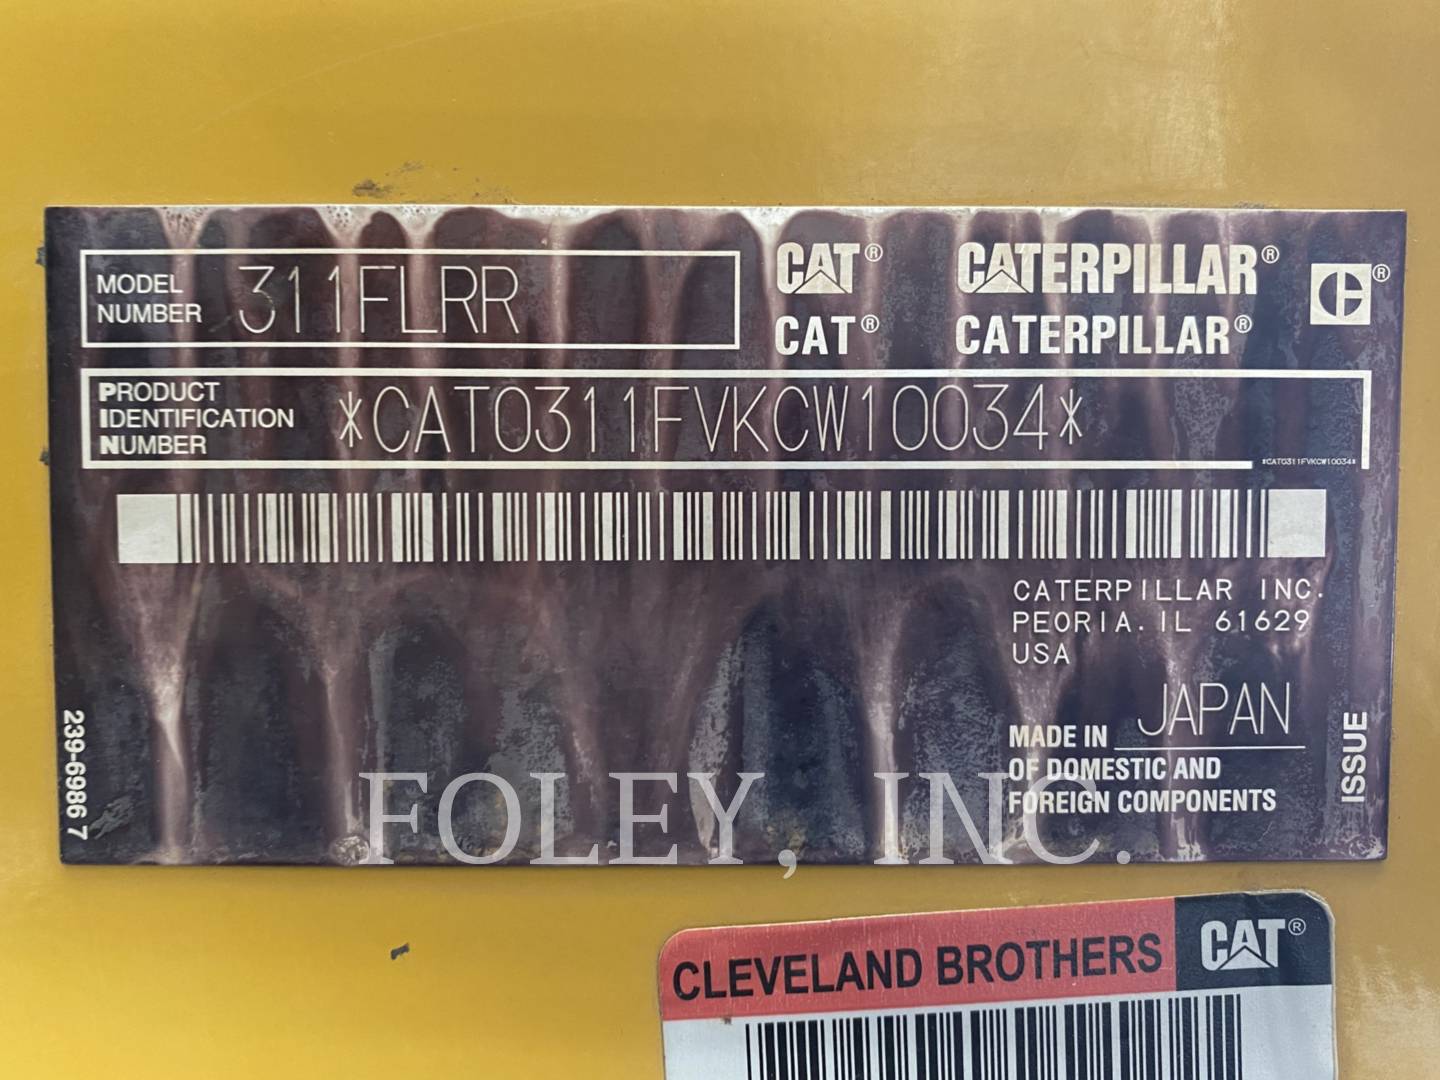 MODEL
NUMBER
311FLRR
CAT®
CATERPILLAR®
C®
CAT®
CATERPILLAR®
PRODUCT
IDENTIFICATION
NUMBER
*CAT0311FVKCW10034*
*CAT0311FVKCW10034*
CATERPILLAR INC.
PEORIA. IL 61629
USA
MADE IN JAPAN
OF DOMESTIC AND
FOREIGN COMPONENTS
239-6986 7
ISSUE
FOLEY, INC.
CLEVELAND BROTHERS CAT®